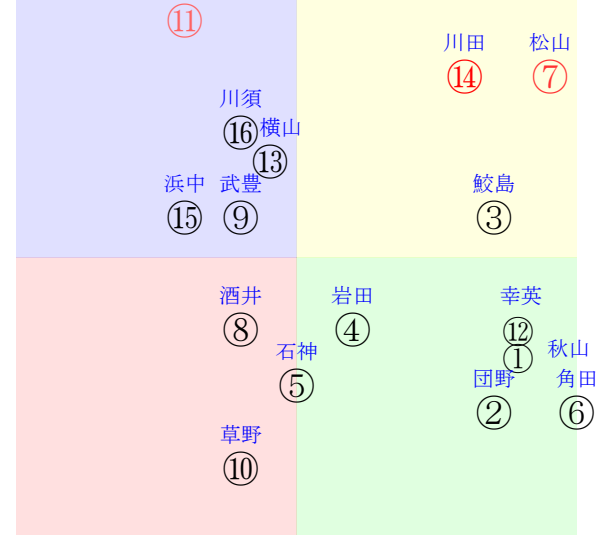 ⑪
川田 松山
⑭ ⑦
川須
⑯ 横山
⑬
浜中 武豊 鮫島
⑮ ⑨ ③
酒井 岩田 幸英
⑧ ④ ⑫
石神 ① 秋山
⑤ 団野 角田
② ⑥
草野
⑩